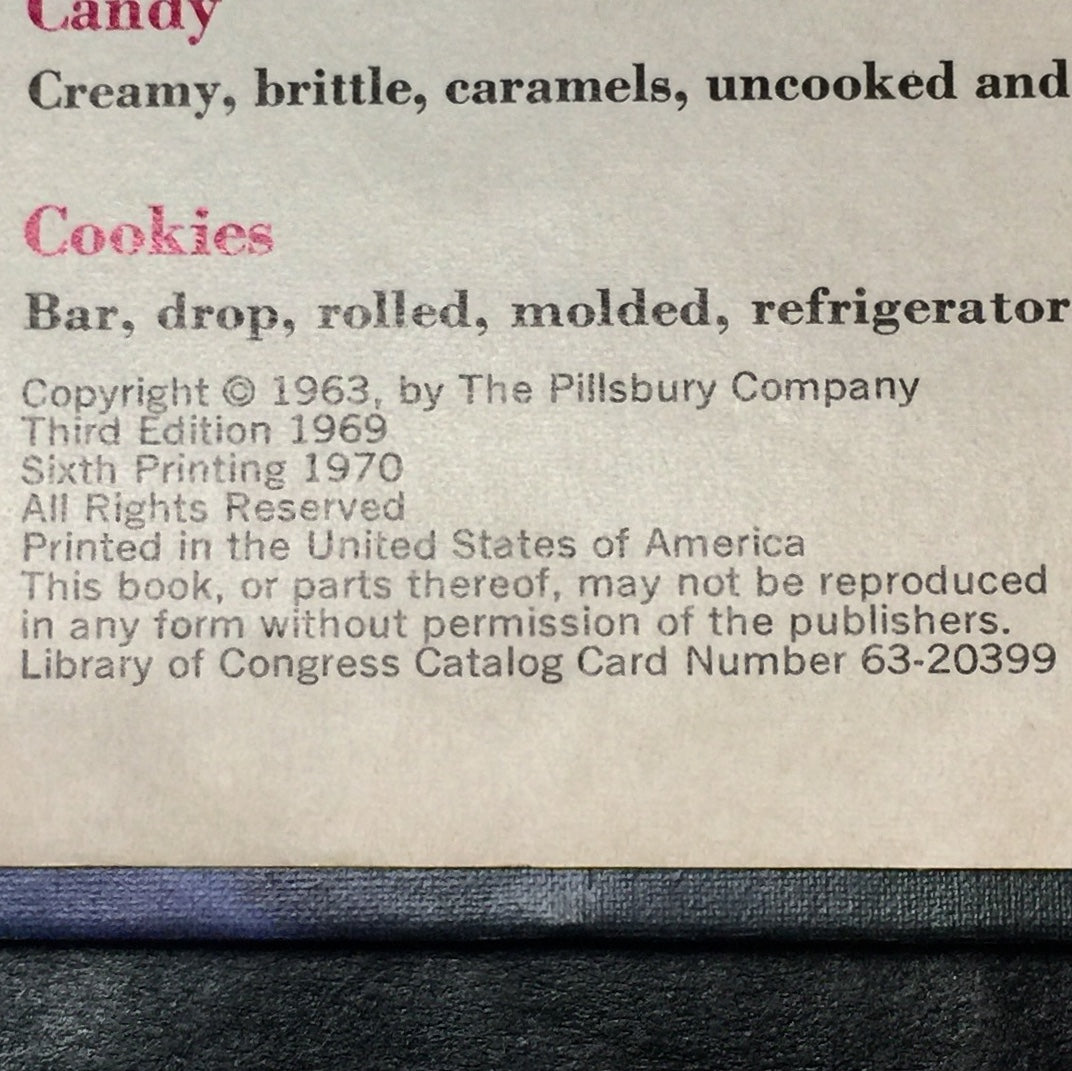 Candy
Creamy, brittle, caramels, uncooked and
Cookies
Bar, drop, rolled, molded, refrigerator
Copyright © 1963, by The Pillsbury Company
Third Edition 1969
Sixth Printing 1970
All Rights Reserved
Printed in the United States of America
This book, or parts thereof, may not be reproduced
in any form without permission of the publishers.
Library of Congress Catalog Card Number 63-20399